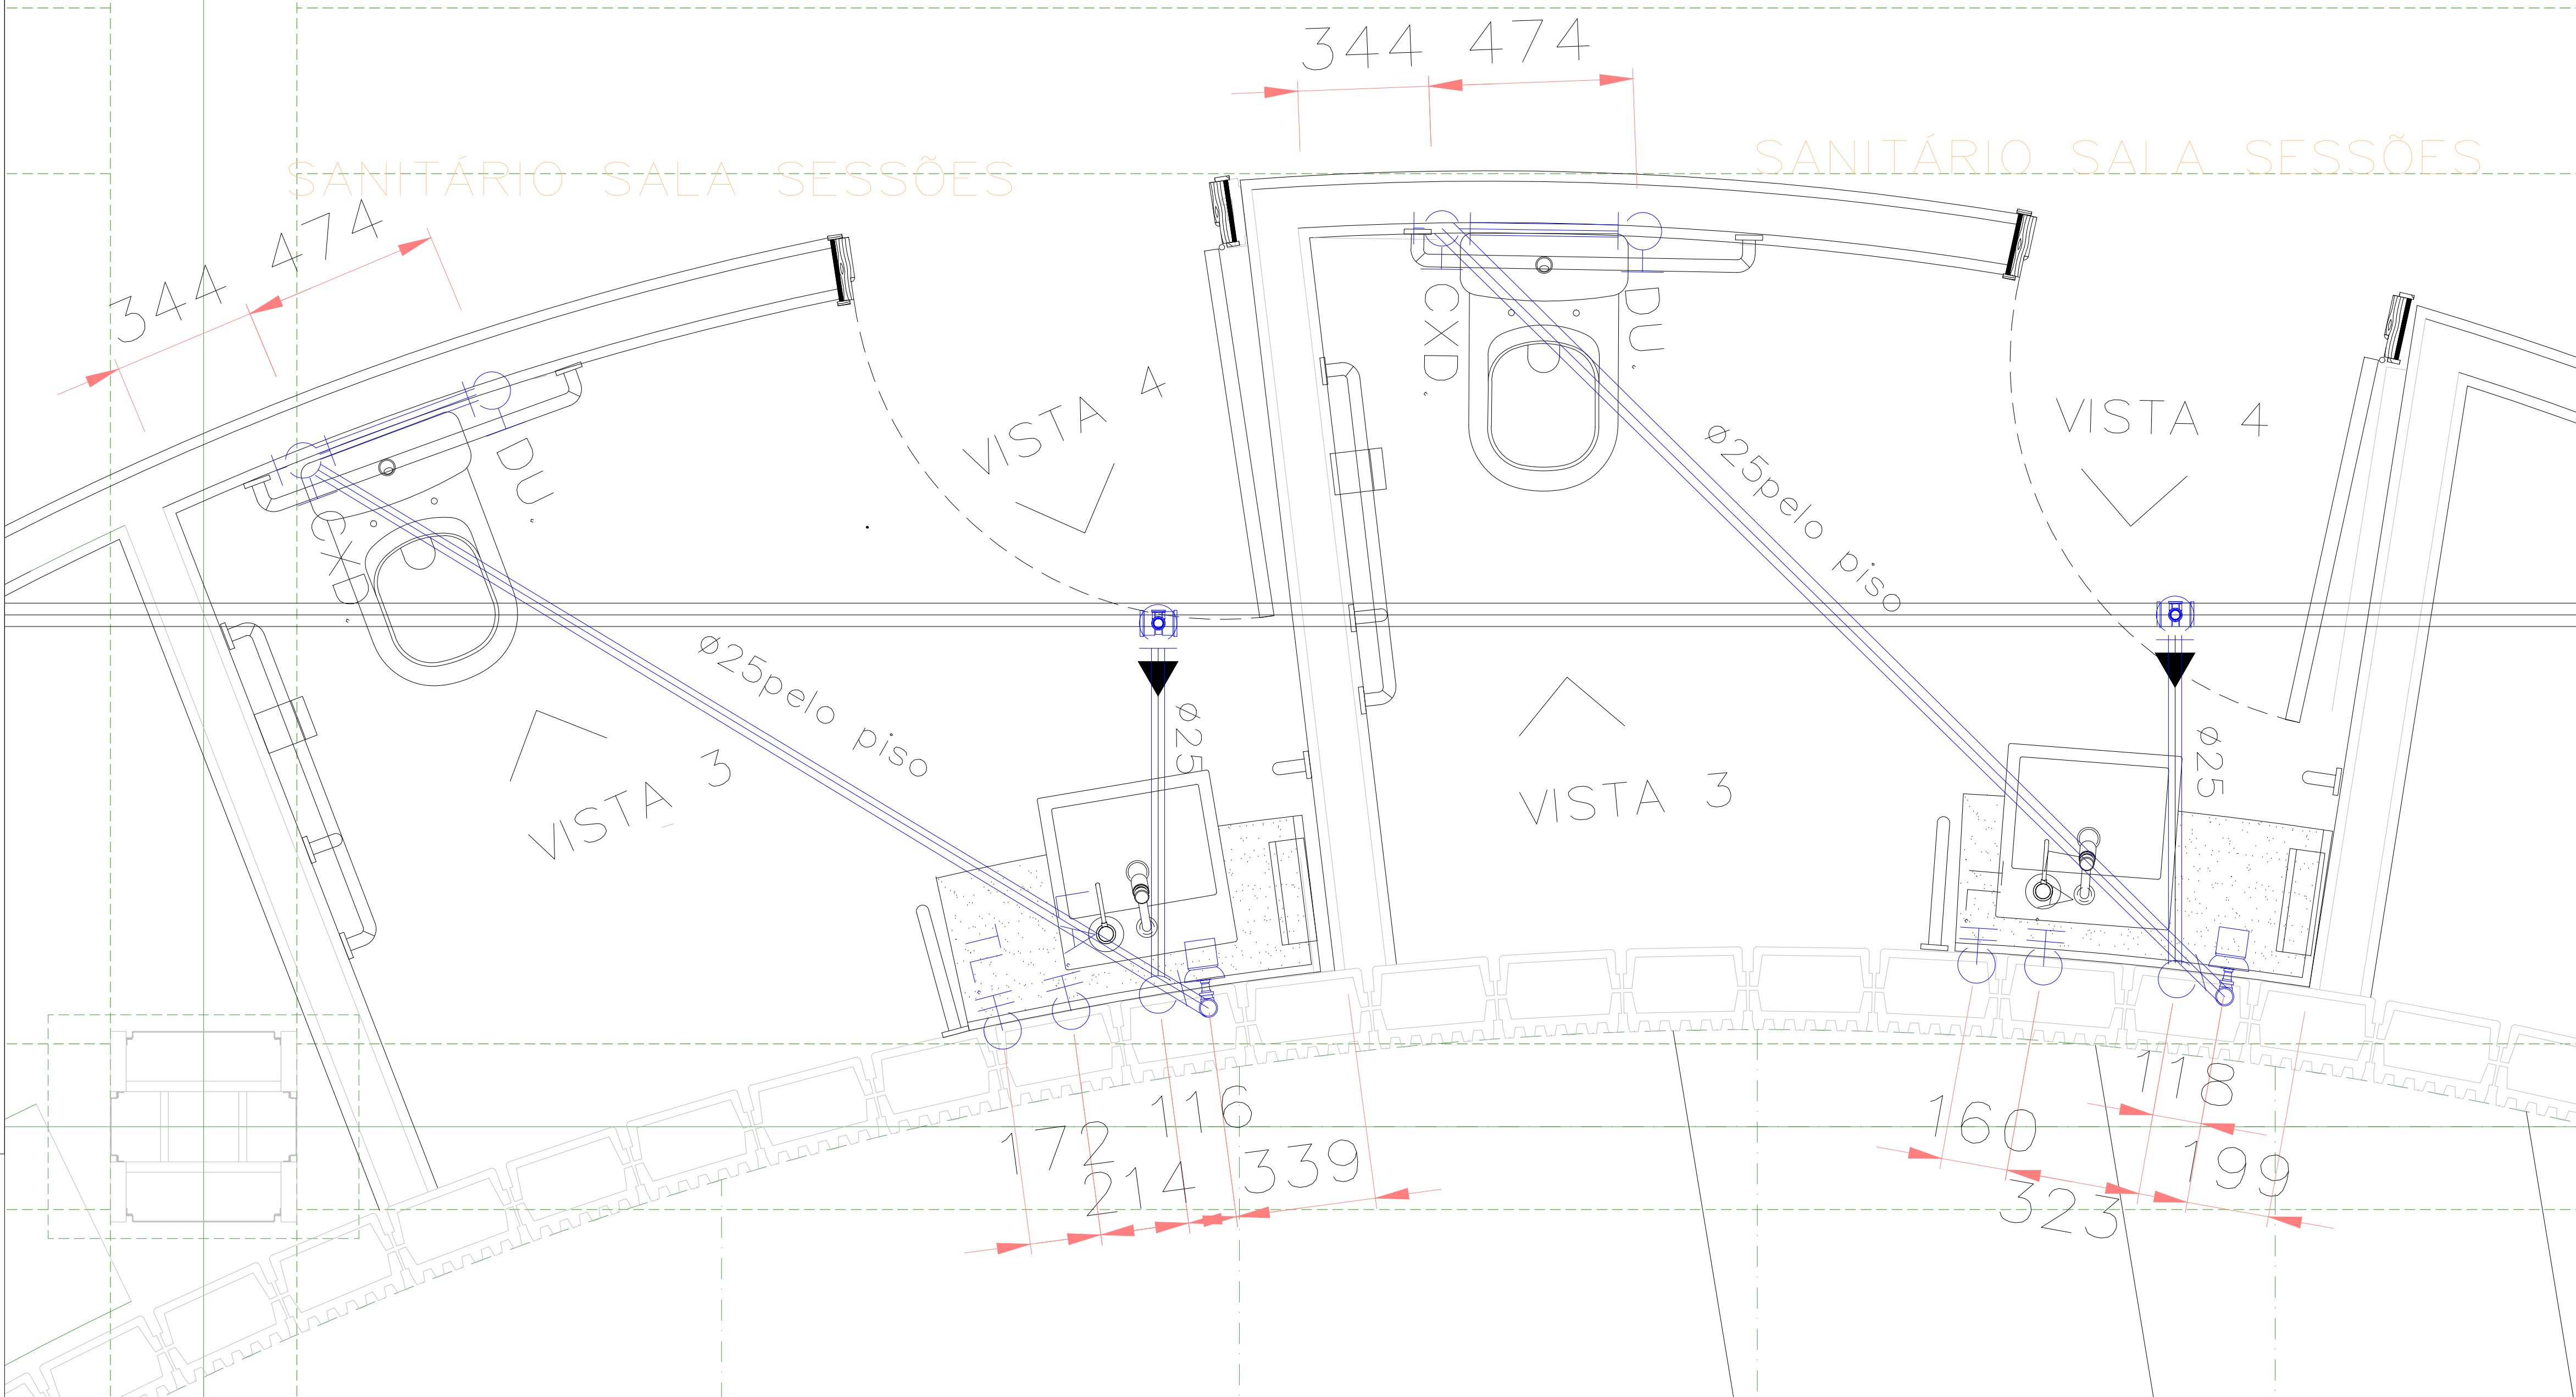 344 474
SANITÁRIO SALA SESSÕES
SANITÁRIO SALA SESSÕES
344 474
CXD.
DU.
VISTA 4
CXD.
DU.
VISTA 4
ø25pelo piso
ø25pelo piso
ø25
ø25
VISTA 3
VISTA 3
172
214
116
339
160
323
118
199